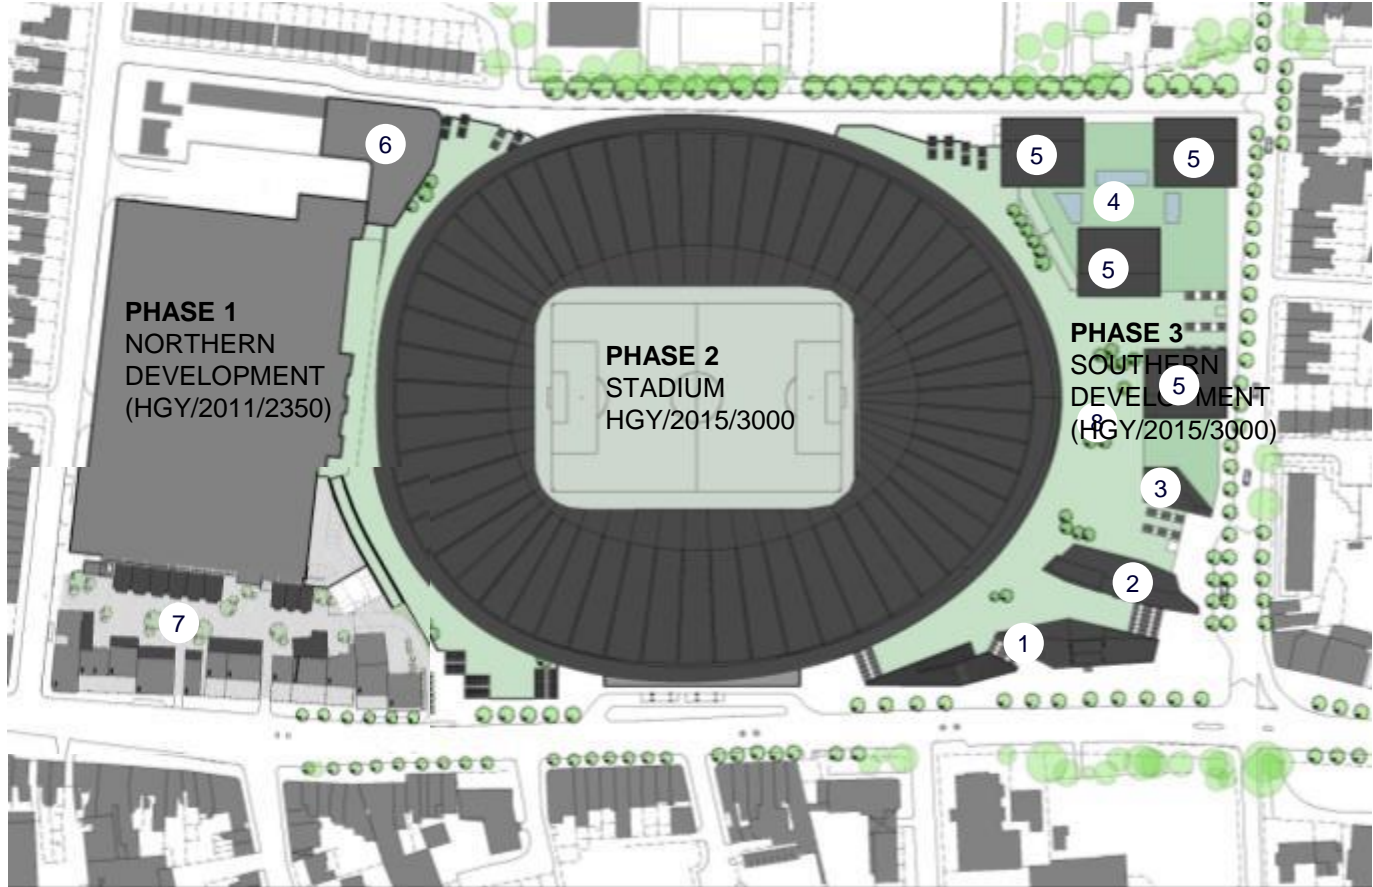 6
5
5
4
5
PHASE 1
NORTHERN
DEVELOPMENT
(HGY/2011/2350)
PHASE 2
STADIUM
HGY/2015/3000
PHASE 3
SOUTHERN
DEVELOPMENT
(HGY/2015/3000)
5
8
3
2
1
7